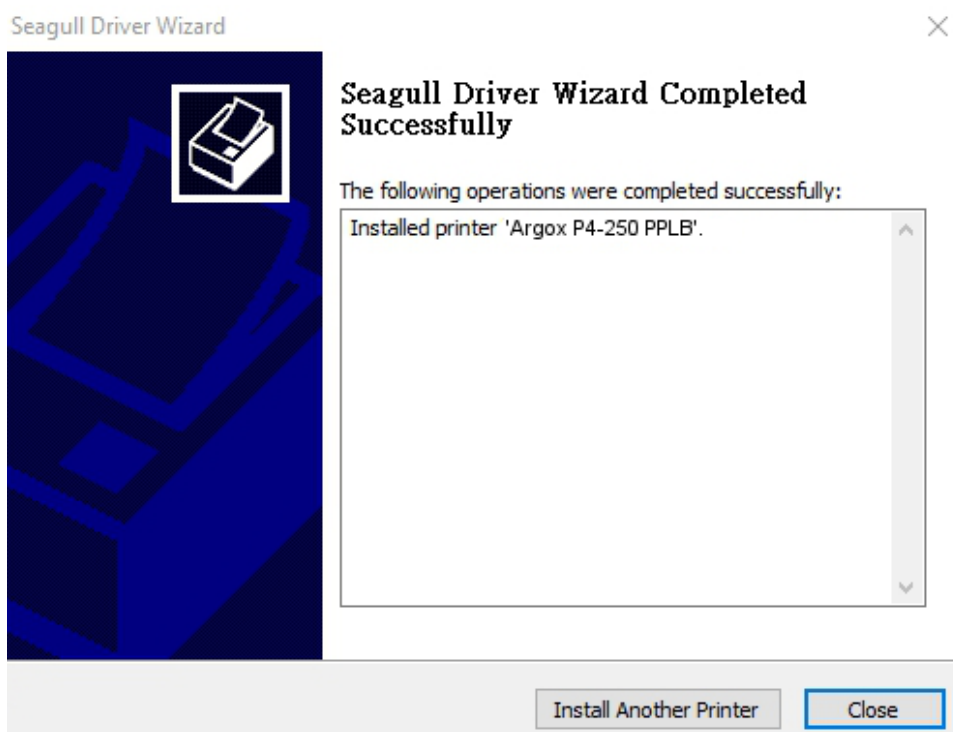 Seagull Driver Wizard
Seagull Driver Wizard Completed
Successfully
The following operations were completed successfully:
Installed printer 'Argox P4-250 PPLB'.
Install Another Printer
Close